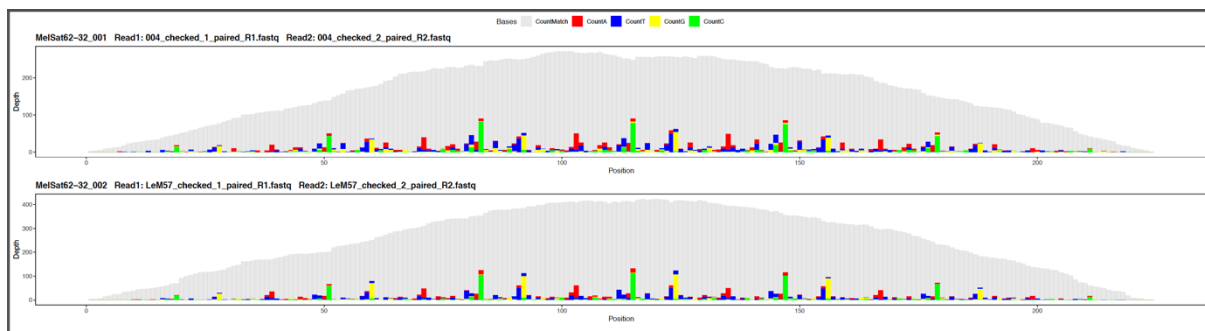 Bases CountMatch CountA CountT CountG CountC
MelSat62-32_001 Read1: 004_checked_1_paired_R1.fastq Read2: 004_checked_2_paired_R2.fastq
Depth
200
100
0
0 50 100 150 200
Position
MelSat62-32_002 Read1: LeM57_checked_1_paired_R1.fastq Read2: LeM57_checked_2_paired_R2.fastq
Depth
400
300
200
100
0
0 50 100 150 200
Position